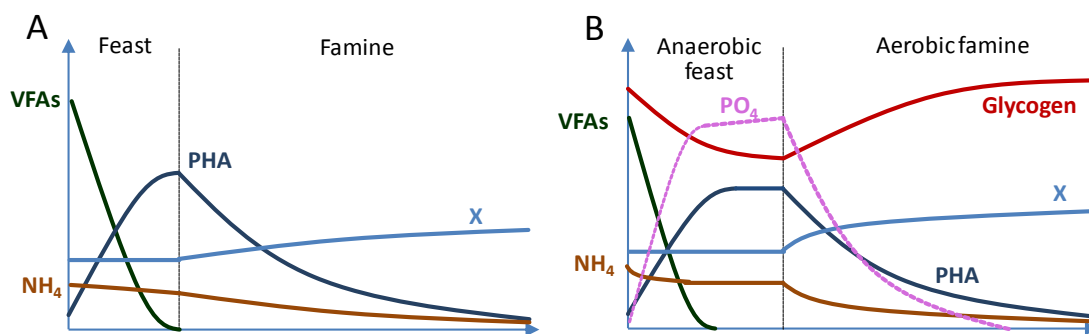 A
Feast
Famine
VFAs
PHA
X
NH₄
B
Anaerobic
feast
Aerobic famine
PO₄
Glycogen
VFAs
X
NH₄
PHA